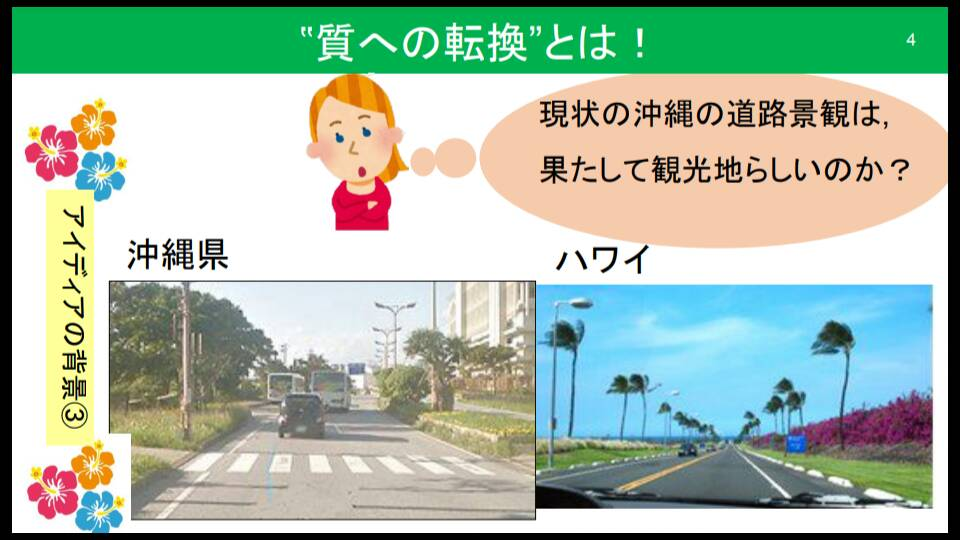 “質への転換”とは！
4
現状の沖縄の道路景観は,
果たして観光地らしいのか？
アイディアの背景③
沖縄県
ハワイ